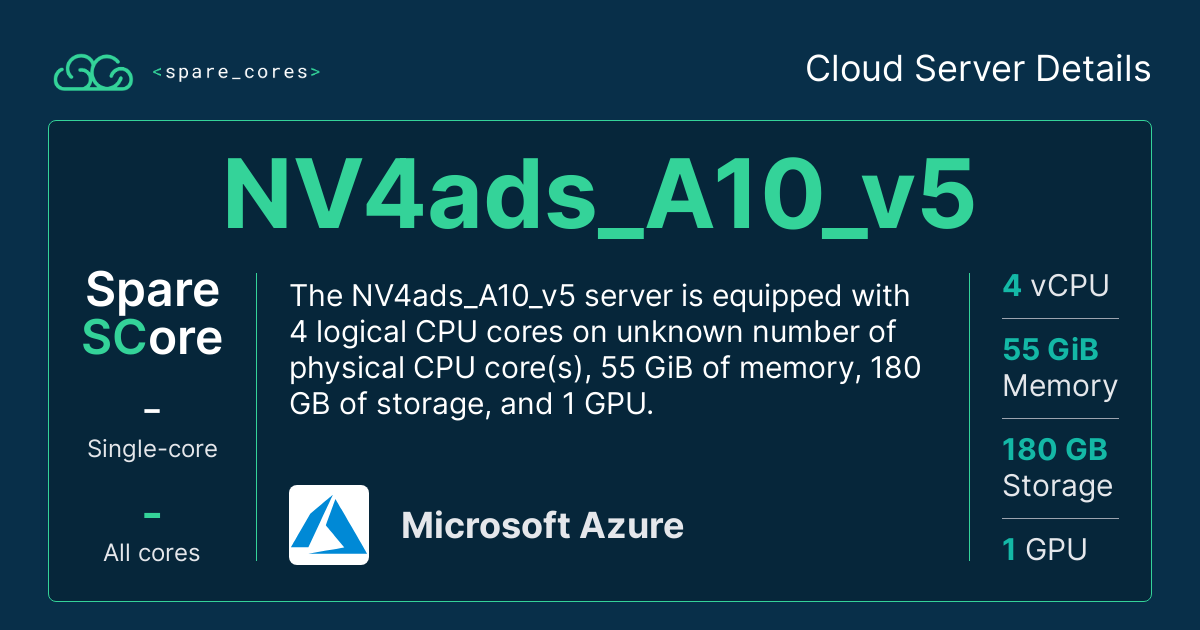 <spare_cores>
Cloud Server Details
NV4ads_A10_v5
Spare
SCore
–
Single-core
–
All cores
The NV4ads_A10_v5 server is equipped with
4 logical CPU cores on unknown number of
physical CPU core(s), 55 GiB of memory, 180
GB of storage, and 1 GPU.
Microsoft Azure
4 vCPU
55 GiB
Memory
180 GB
Storage
1 GPU